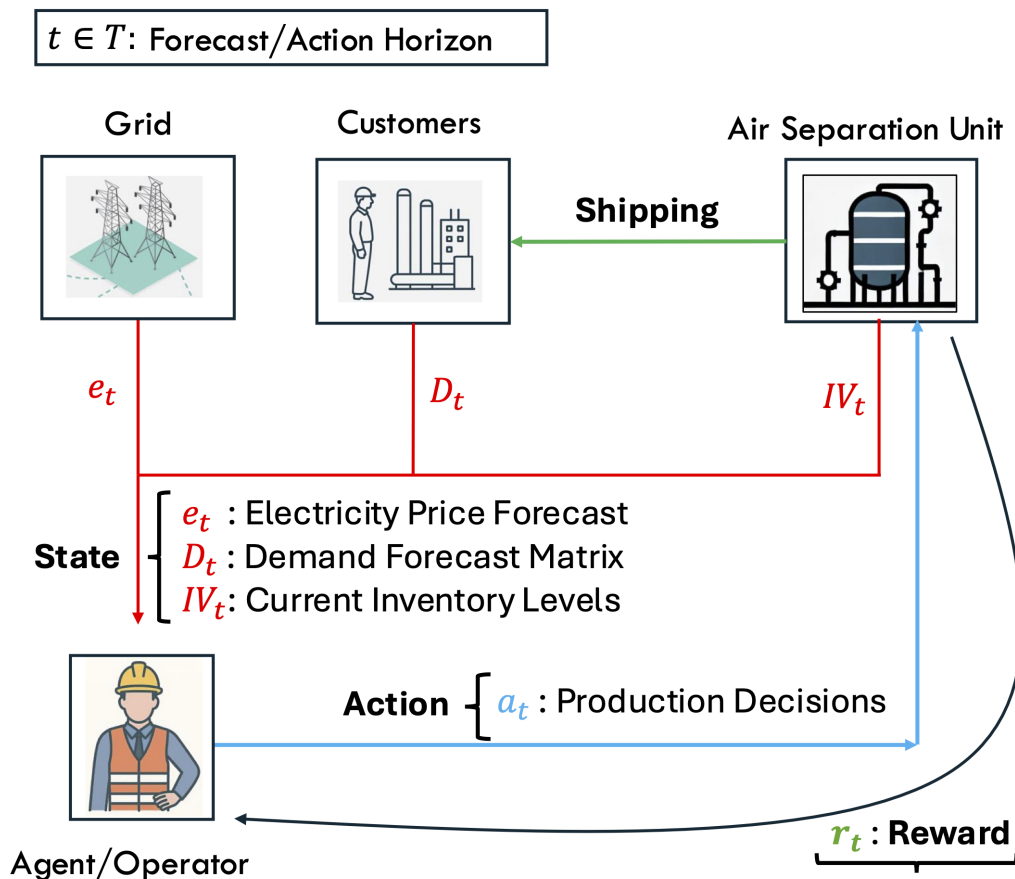 t ∈ T: Forecast/Action Horizon
Grid
Customers
Air Separation Unit
Shipping
e_t
D_t
IV_t
State
e_t : Electricity Price Forecast
D_t : Demand Forecast Matrix
IV_t: Current Inventory Levels
Action
a_t : Production Decisions
r_t : Reward
Agent/Operator